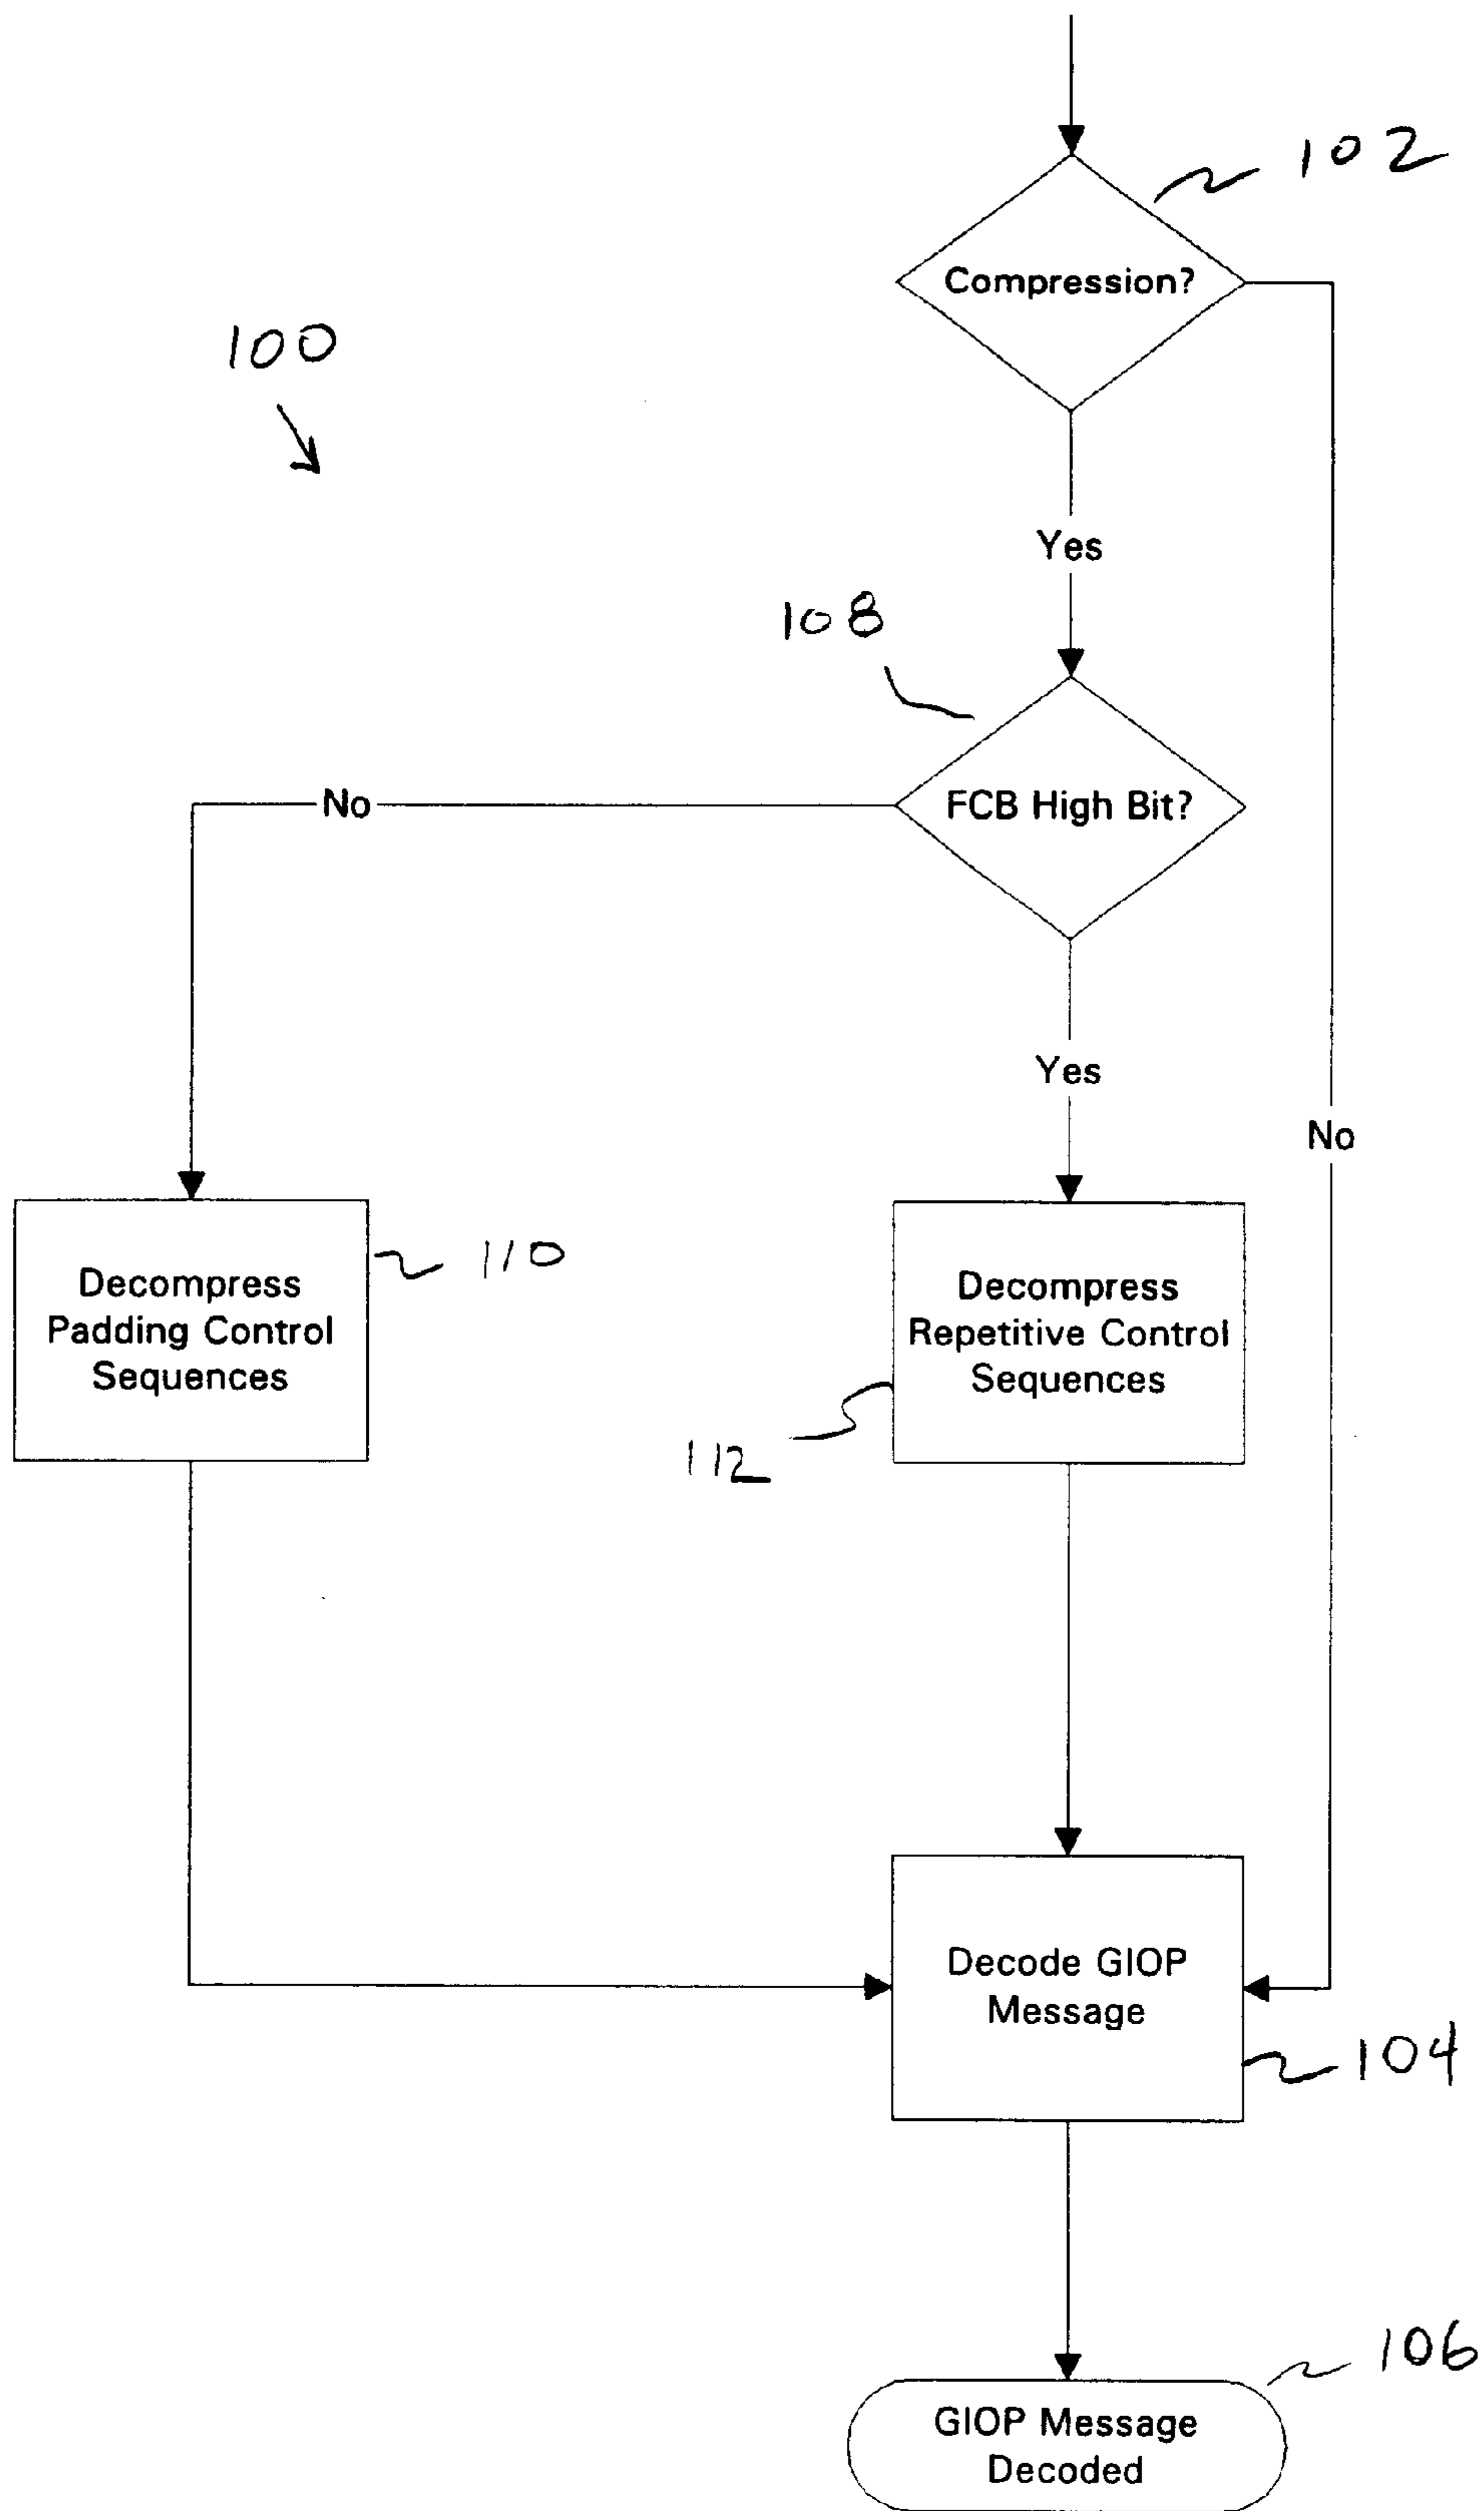 102
Compression?
100
Yes
108
No
FCB High Bit?
Yes
No
Decompress
Padding Control
Sequences
110
Decompress
Repetitive Control
Sequences
112
Decode GIOP
Message
104
106
GIOP Message
Decoded